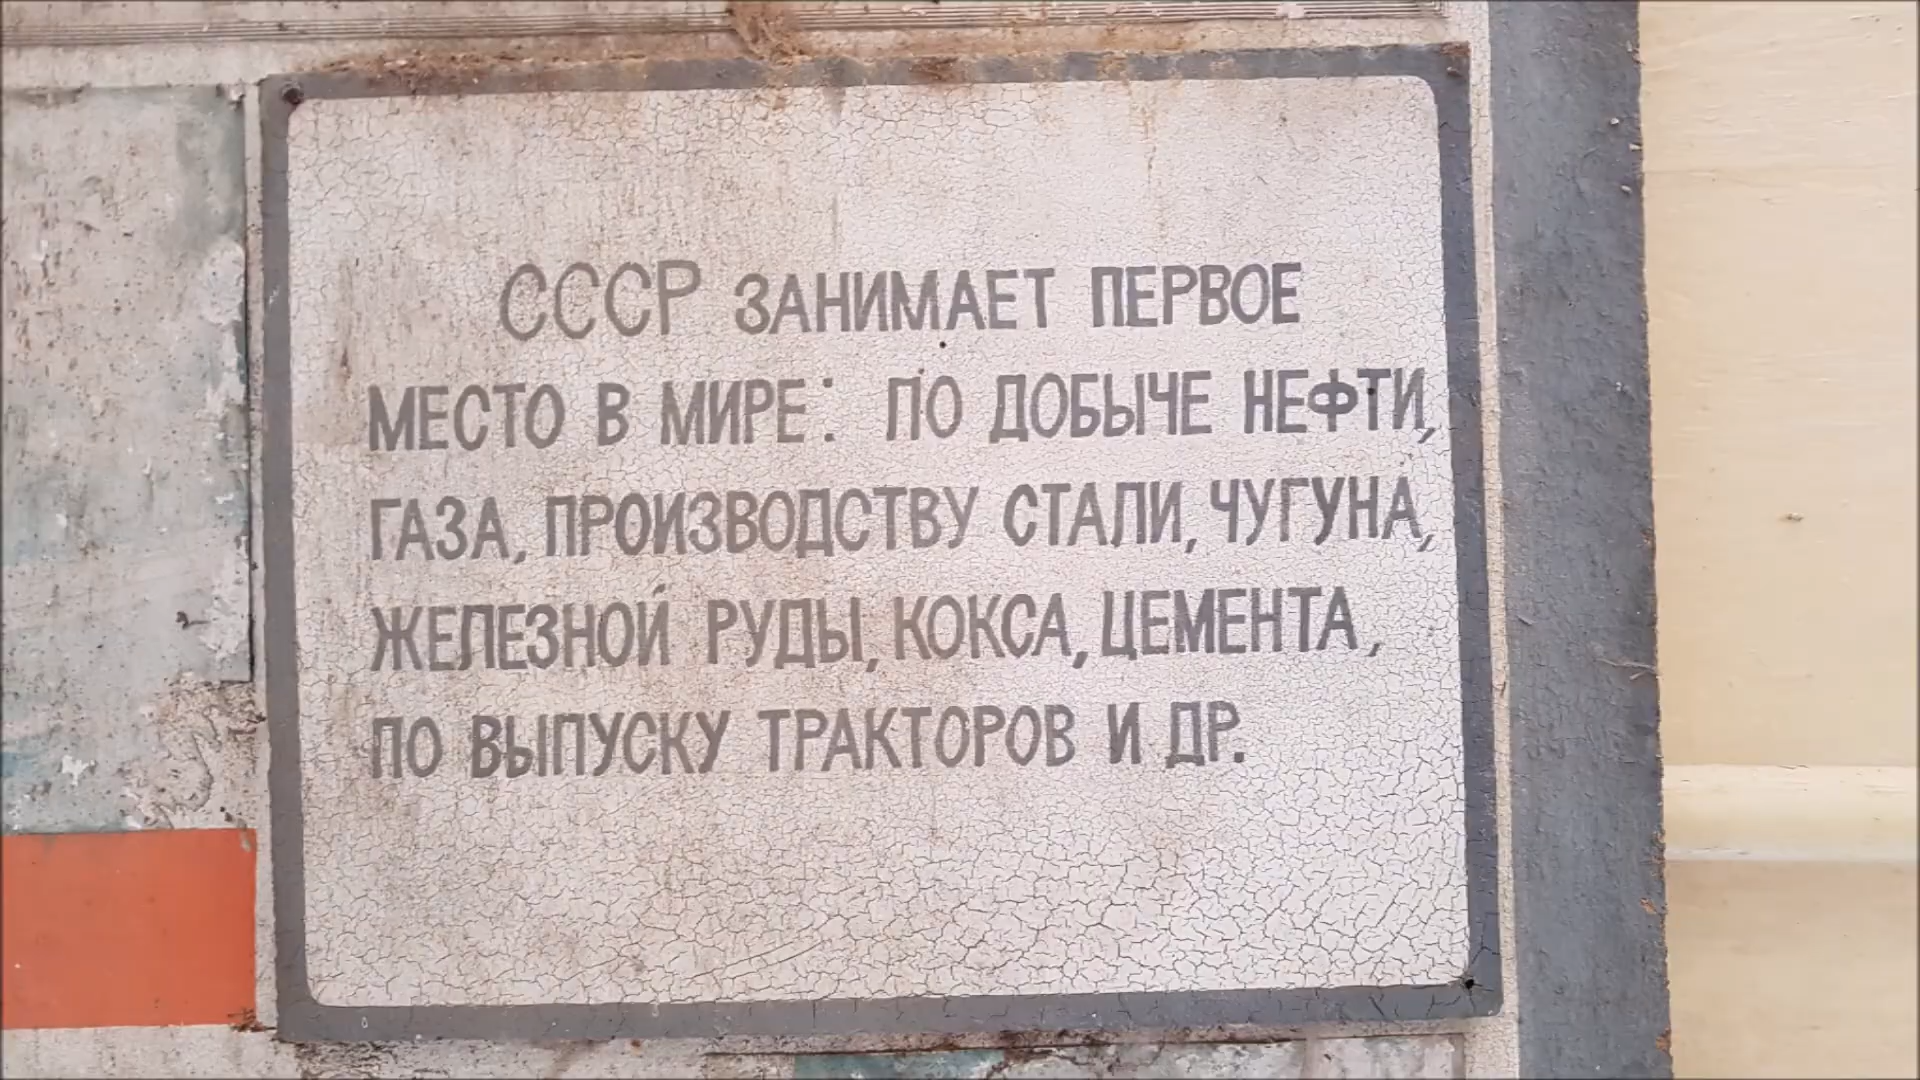 СССР ЗАНИМАЕТ ПЕРВОЕ
МЕСТО В МИРЕ: ПО ДОБЫЧЕ НЕФТИ,
ГАЗА, ПРОИЗВОДСТВУ СТАЛИ, ЧУГУНА,
ЖЕЛЕЗНОЙ РУДЫ, КОКСА, ЦЕМЕНТА,
ПО ВЫПУСКУ ТРАКТОРОВ И ДР.